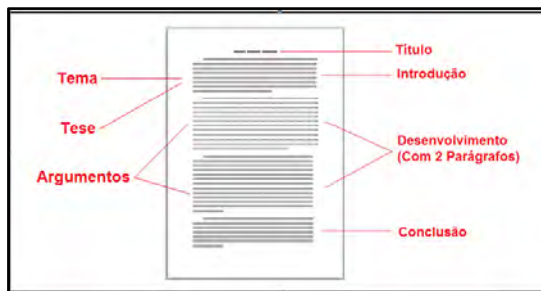 Título
Introdução
Tema
Tese
Desenvolvimento
(Com 2 Parágrafos)
Argumentos
Conclusão